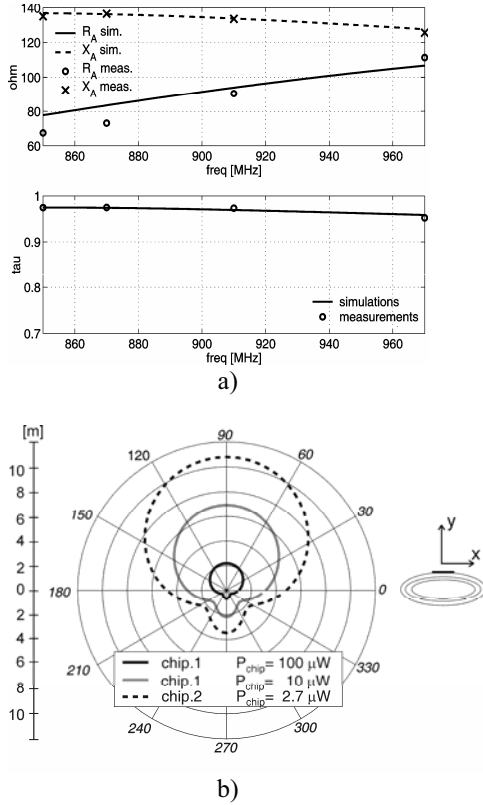 140
120
100
80
60
ohm
R_A sim.
X_A sim.
R_A meas.
X_A meas.
860 880 900 920 940 960
freq [MHz]
1
0.9
0.8
0.7
tau
simulations
measurements
860 880 900 920 940 960
freq [MHz]
a)
[m]
10
8
6
4
2
0
2
4
6
8
10
90
120 60
150 30
180 0
210 330
240 300
270
y
x
chip.1 P_chip= 100 μW
chip.1 P_chip= 10 μW
chip.2 P_chip= 2.7 μW
b)